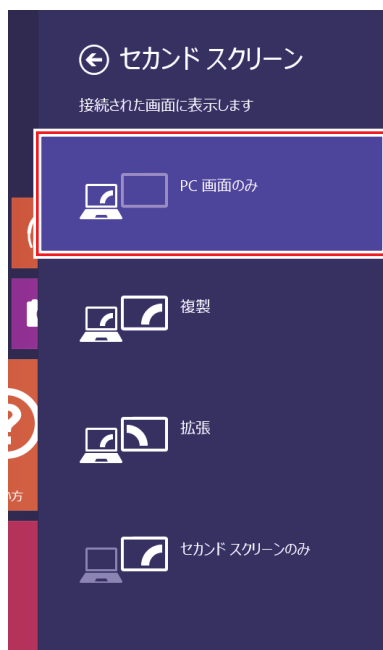 セカンド スクリーン
接続された画面に表示します
PC 画面のみ
複製
拡張
い方
セカンド スクリーンのみ